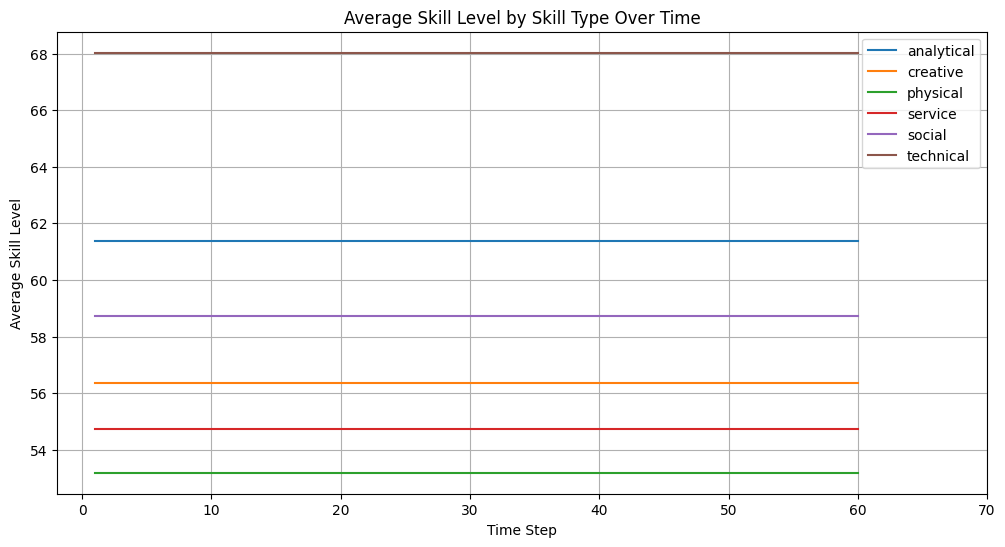 Average Skill Level by Skill Type Over Time
Average Skill Level
68
66
64
62
60
58
56
54
analytical
creative
physical
service
social
technical
0 10 20 30 40 50 60 70
Time Step